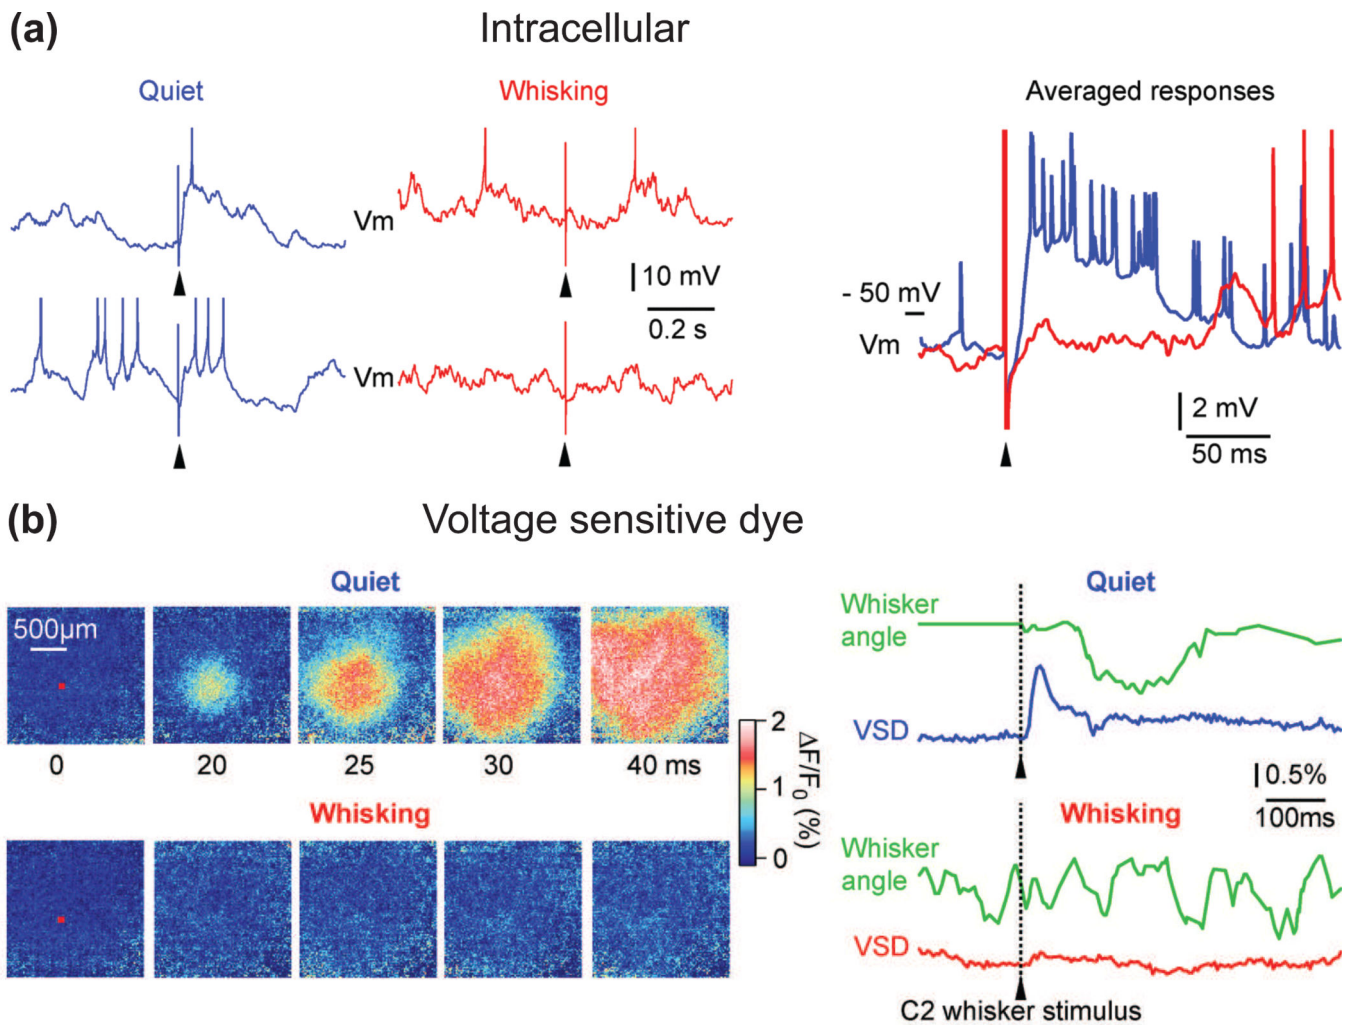 (a)
Intracellular
Quiet
Whisking
Averaged responses
Vm
10 mV
0.2 s
Vm
- 50 mV
Vm
2 mV
50 ms
(b)
Voltage sensitive dye
Quiet
500µm
0
20
25
30
40 ms
Whisking
2
1
0
ΔF/F0 (%)
Quiet
Whisker
angle
VSD
0.5%
100ms
Whisking
Whisker
angle
VSD
C2 whisker stimulus